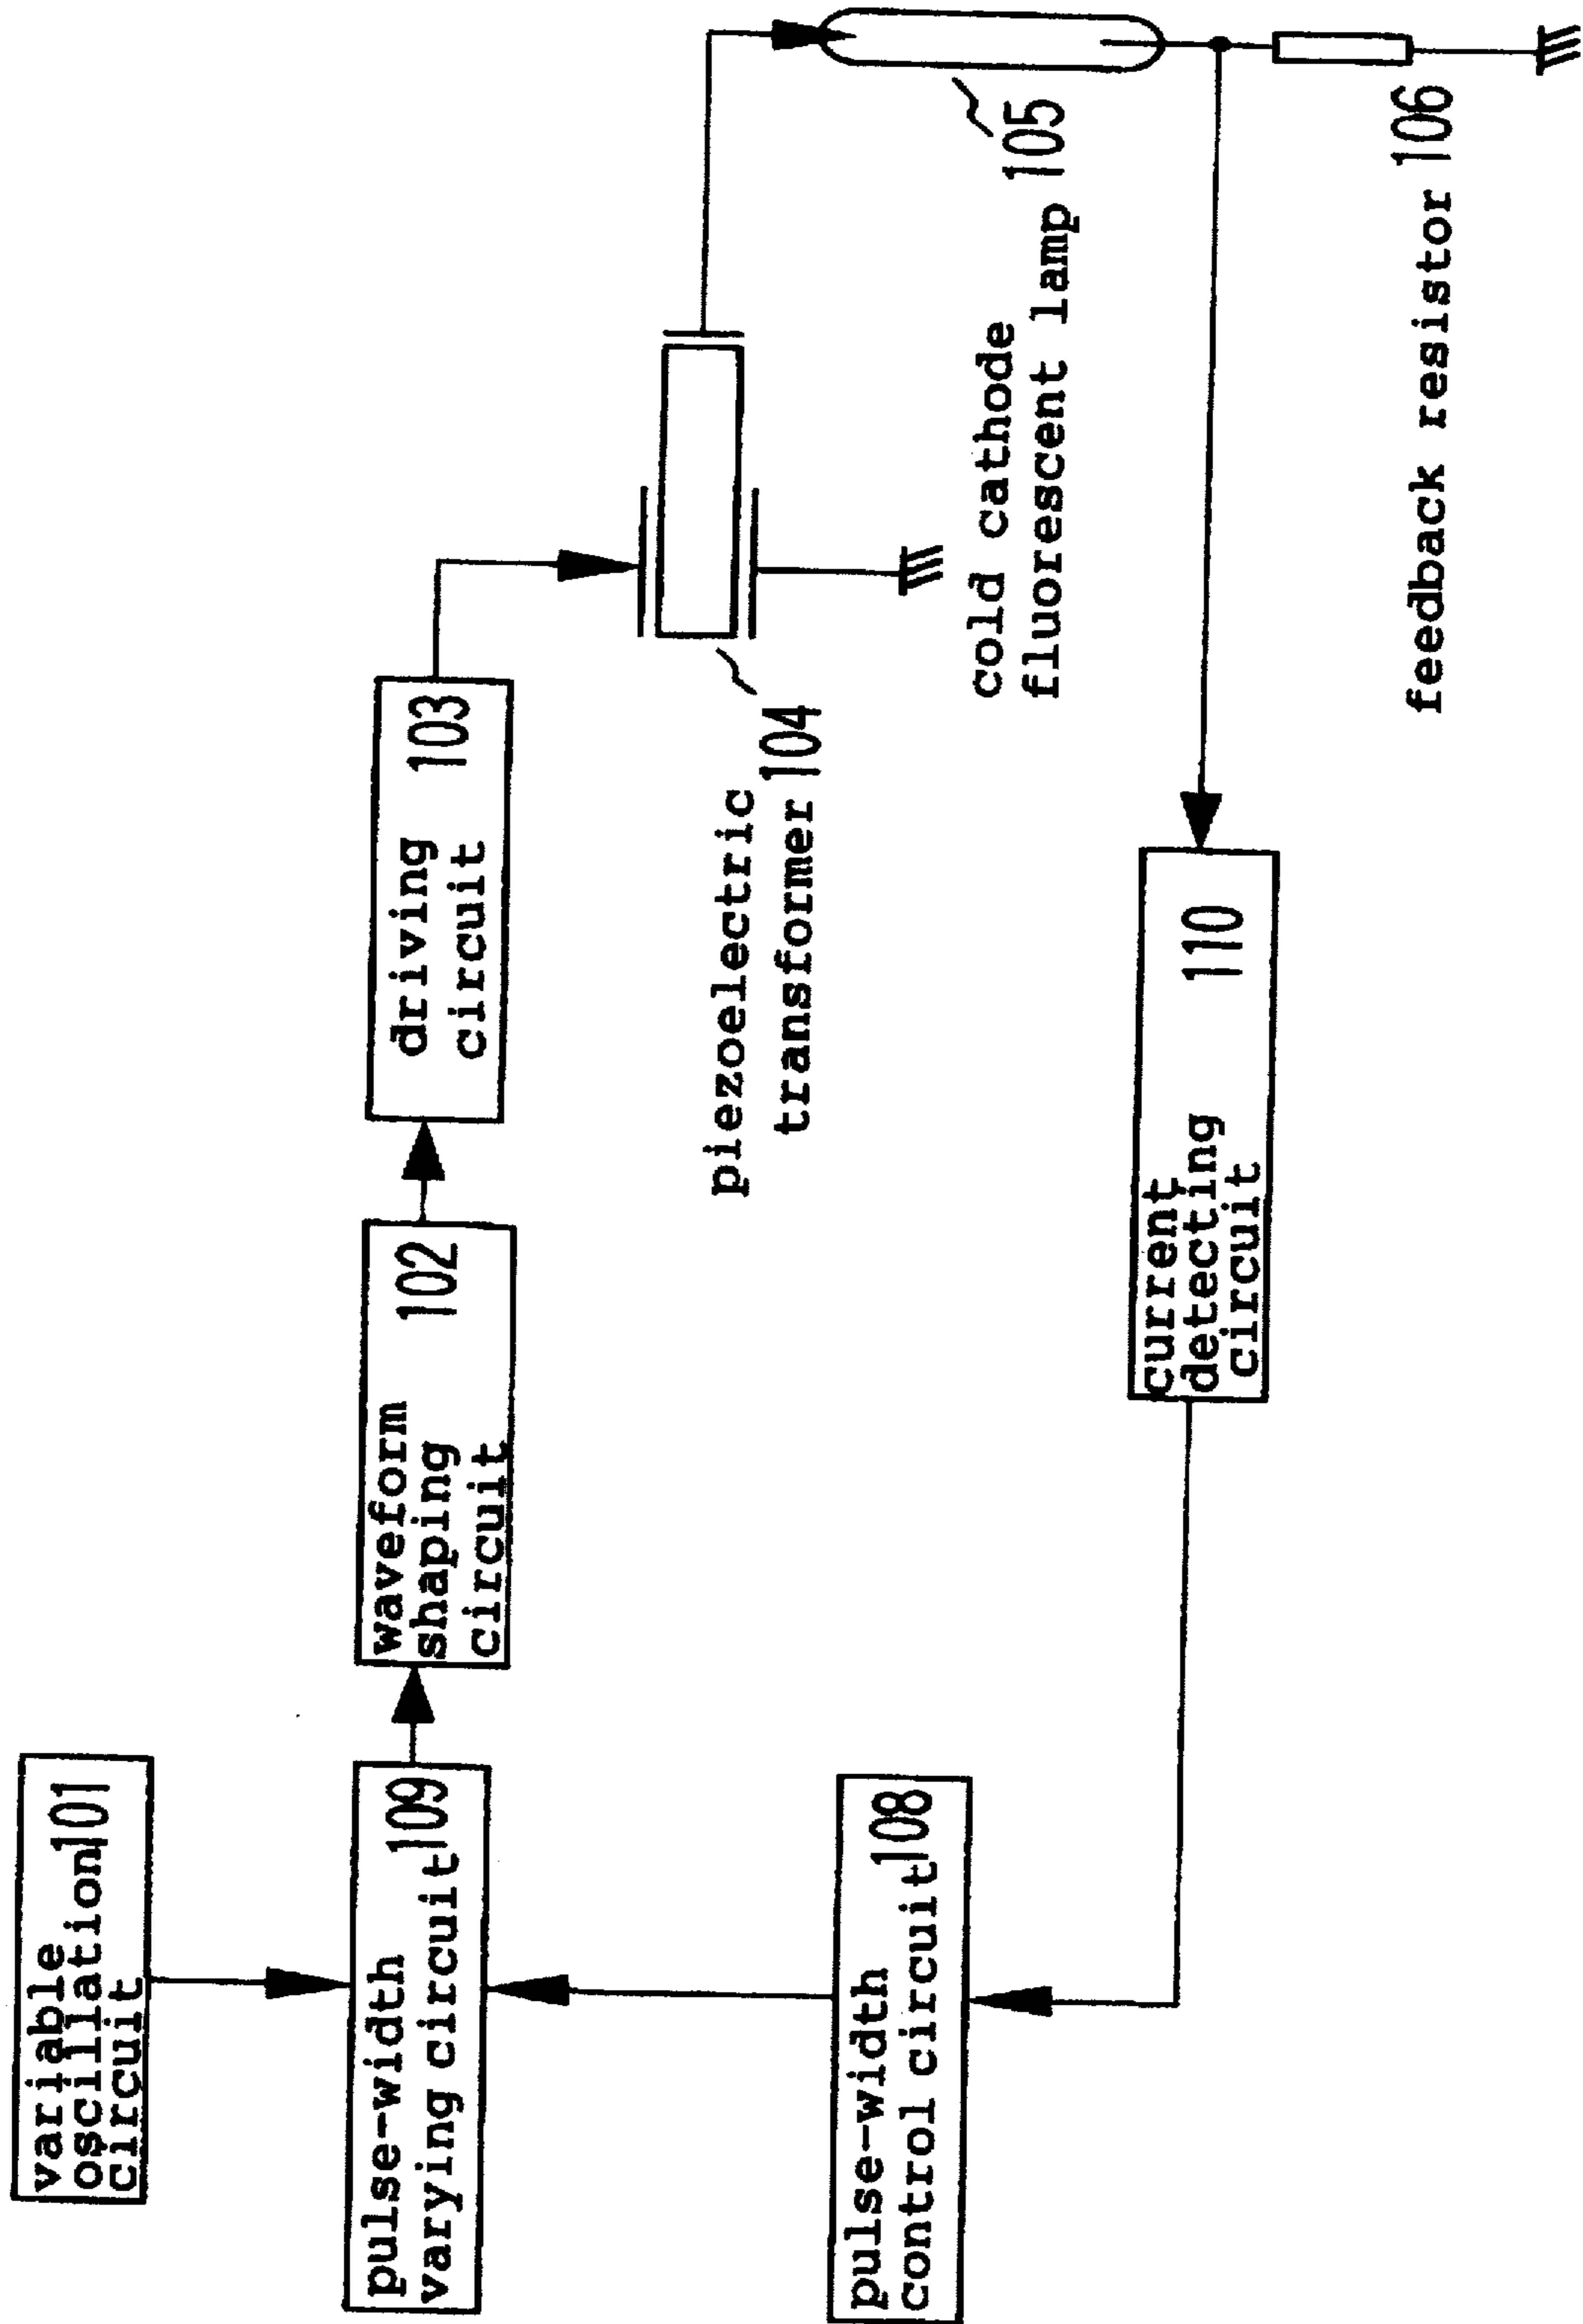 variable
oscillation 101
circuit
pulse-width
varying circuit 109
waveform 102
shaping
circuit
driving 103
circuit
piezoelectric
transformer 104
cold cathode
fluorescent lamp 105
feedback resistor 106
pulse-width
control circuit 108
current 110
detecting
circuit